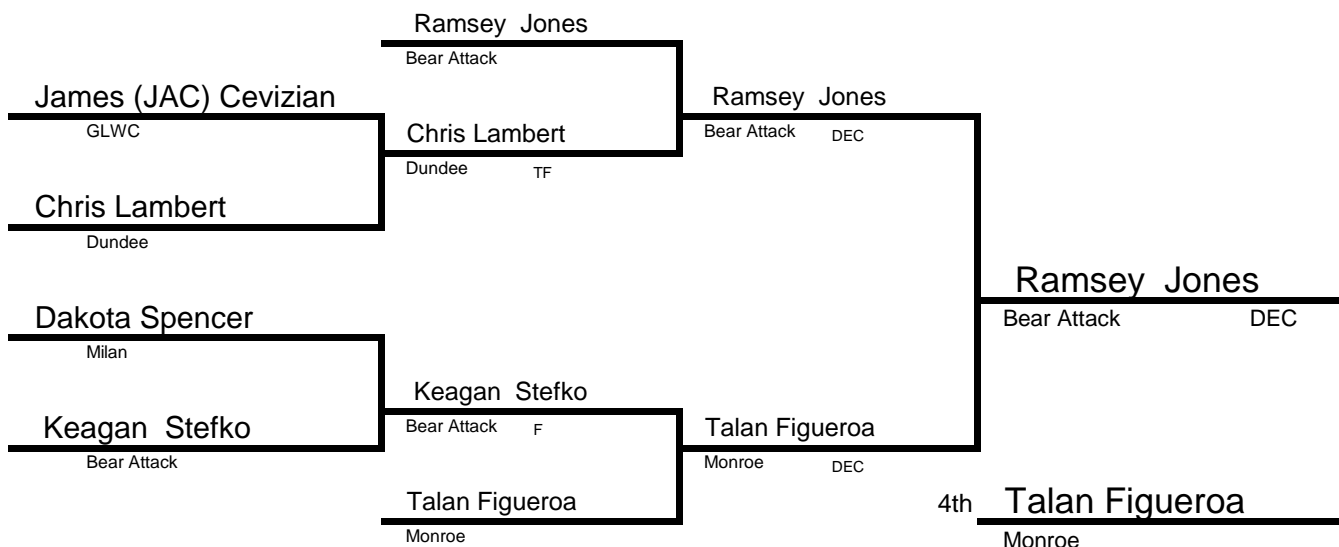 Ramsey  Jones
Bear Attack
James (JAC) Cevizian
GLWC
Ramsey  Jones
Bear Attack DEC
Chris Lambert
Dundee TF
Chris Lambert
Dundee
Ramsey  Jones
Bear Attack DEC
Dakota Spencer
Milan
Keagan  Stefko
Bear Attack F
Keagan  Stefko
Bear Attack
Talan Figueroa
Monroe DEC
Talan Figueroa
Monroe
4th Talan Figueroa
Monroe